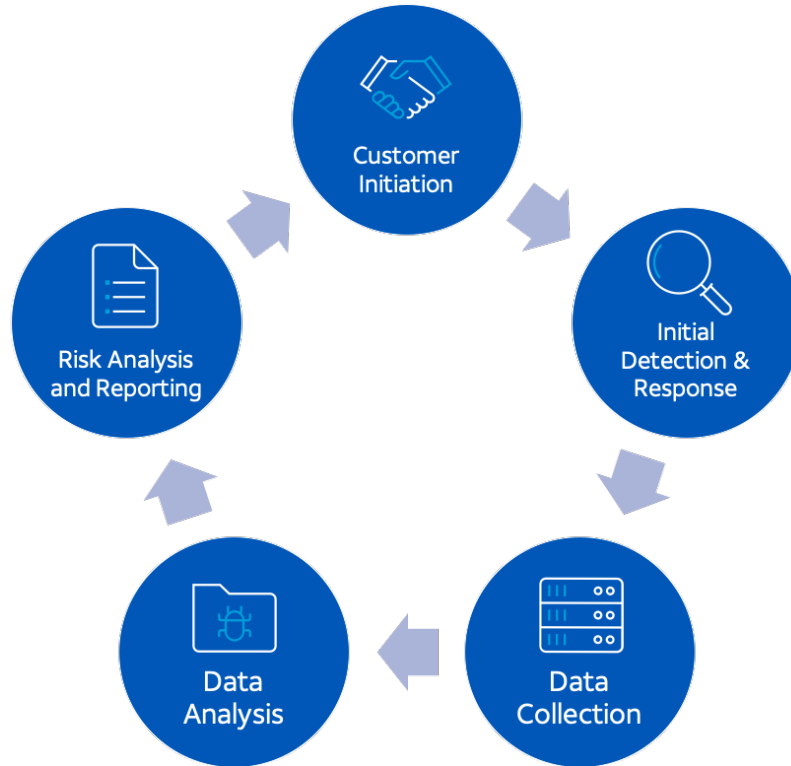 Customer
Initiation
Initial
Detection &
Response
Data
Collection
Data
Analysis
Risk Analysis
and Reporting